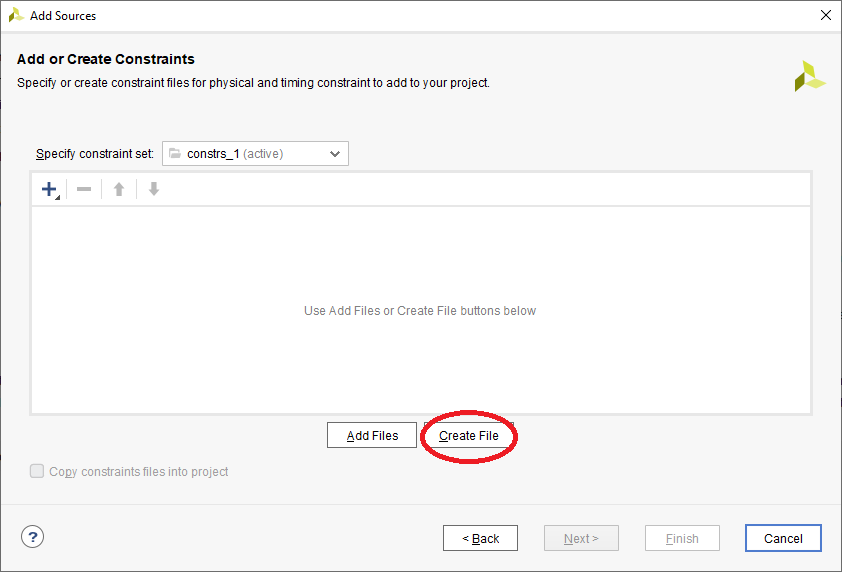 Add Sources
Add or Create Constraints
Specify or create constraint files for physical and timing constraint to add to your project.
Specify constraint set: constrs_1 (active)
Use Add Files or Create File buttons below
Add Files Create File
Copy constraints files into project
? < Back Next > Finish Cancel